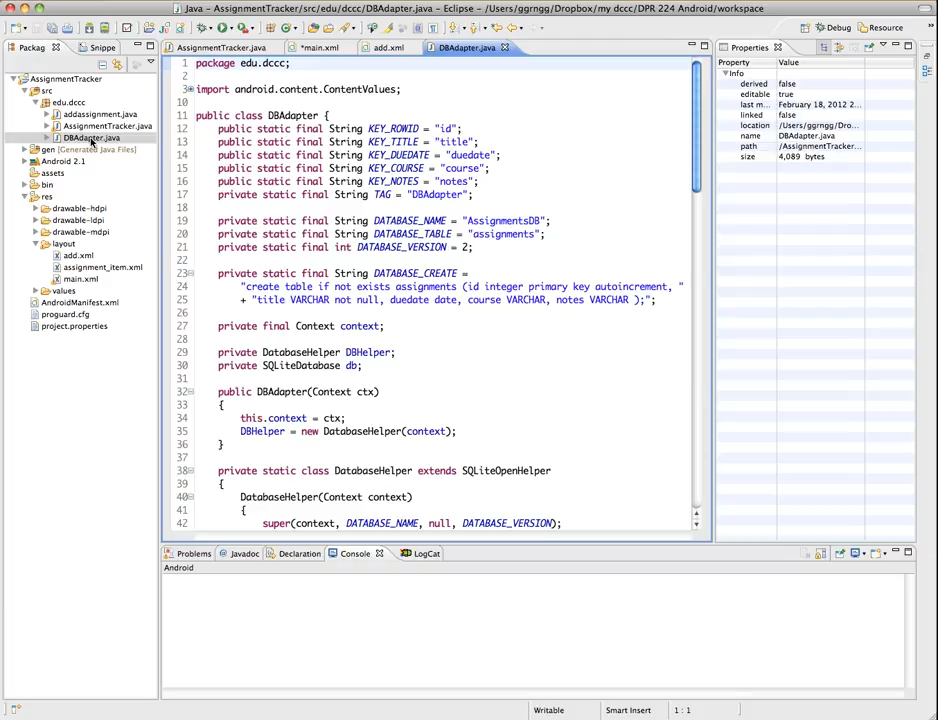 Java – AssignmentTracker/src/edu/dccc/DBAdapter.java – Eclipse – /Users/ggrngg/Dropbox/my dccc/DPR 224 Android/workspace
Debug Resource
Packag Snippe
AssignmentTracker
src
edu.dccc
addassignment.java
AssignmentTracker.java
DBAdapter.java
gen [Generated Java Files]
Android 2.1
assets
bin
res
drawable-hdpi
drawable-ldpi
drawable-mdpi
layout
add.xml
assignment_item.xml
main.xml
values
AndroidManifest.xml
proguard.cfg
project.properties
AssignmentTracker.java *main.xml add.xml DBAdapter.java
1 package edu.dccc;
2
3 import android.content.ContentValues;
10
11 public class DBAdapter {
12 public static final String KEY_ROWID = "id";
13 public static final String KEY_TITLE = "title";
14 public static final String KEY_DUEDATE = "duedate";
15 public static final String KEY_COURSE = "course";
16 public static final String KEY_NOTES = "notes";
17 private static final String TAG = "DBAdapter";
18
19 private static final String DATABASE_NAME = "AssignmentsDB";
20 private static final String DATABASE_TABLE = "assignments";
21 private static final int DATABASE_VERSION = 2;
22
23 private static final String DATABASE_CREATE =
24 "create table if not exists assignments (id integer primary key autoincrement, "
25 + "title VARCHAR not null, duedate date, course VARCHAR, notes VARCHAR );";
26
27 private final Context context;
28
29 private DatabaseHelper DBHelper;
30 private SQLiteDatabase db;
31
32 public DBAdapter(Context ctx)
33 {
34 this.context = ctx;
35 DBHelper = new DatabaseHelper(context);
36 }
37
38 private static class DatabaseHelper extends SQLiteOpenHelper
39 {
40 DatabaseHelper(Context context)
41 {
42 super(context, DATABASE_NAME, null, DATABASE_VERSION);
Properties
Property Value
Info
derived false
editable true
last m... February 18, 2012 2...
linked false
location /Users/ggrngg/Dro...
name DBAdapter.java
path /AssignmentTracker...
size 4,089 bytes
Problems Javadoc Declaration Console LogCat
Android
Writable Smart Insert 1 : 1